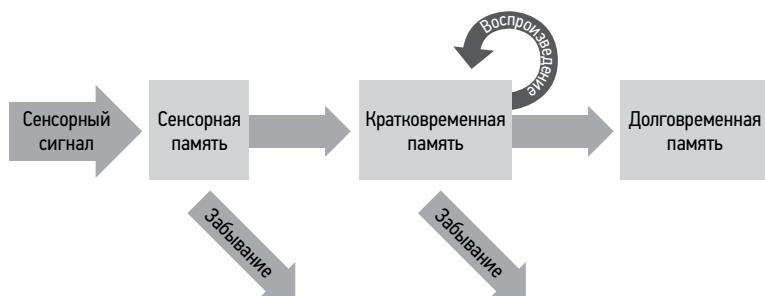 Воспроизведение
Сенсорный
сигнал
Сенсорная
память
Кратковременная
память
Долговременная
память
Забывание
Забывание